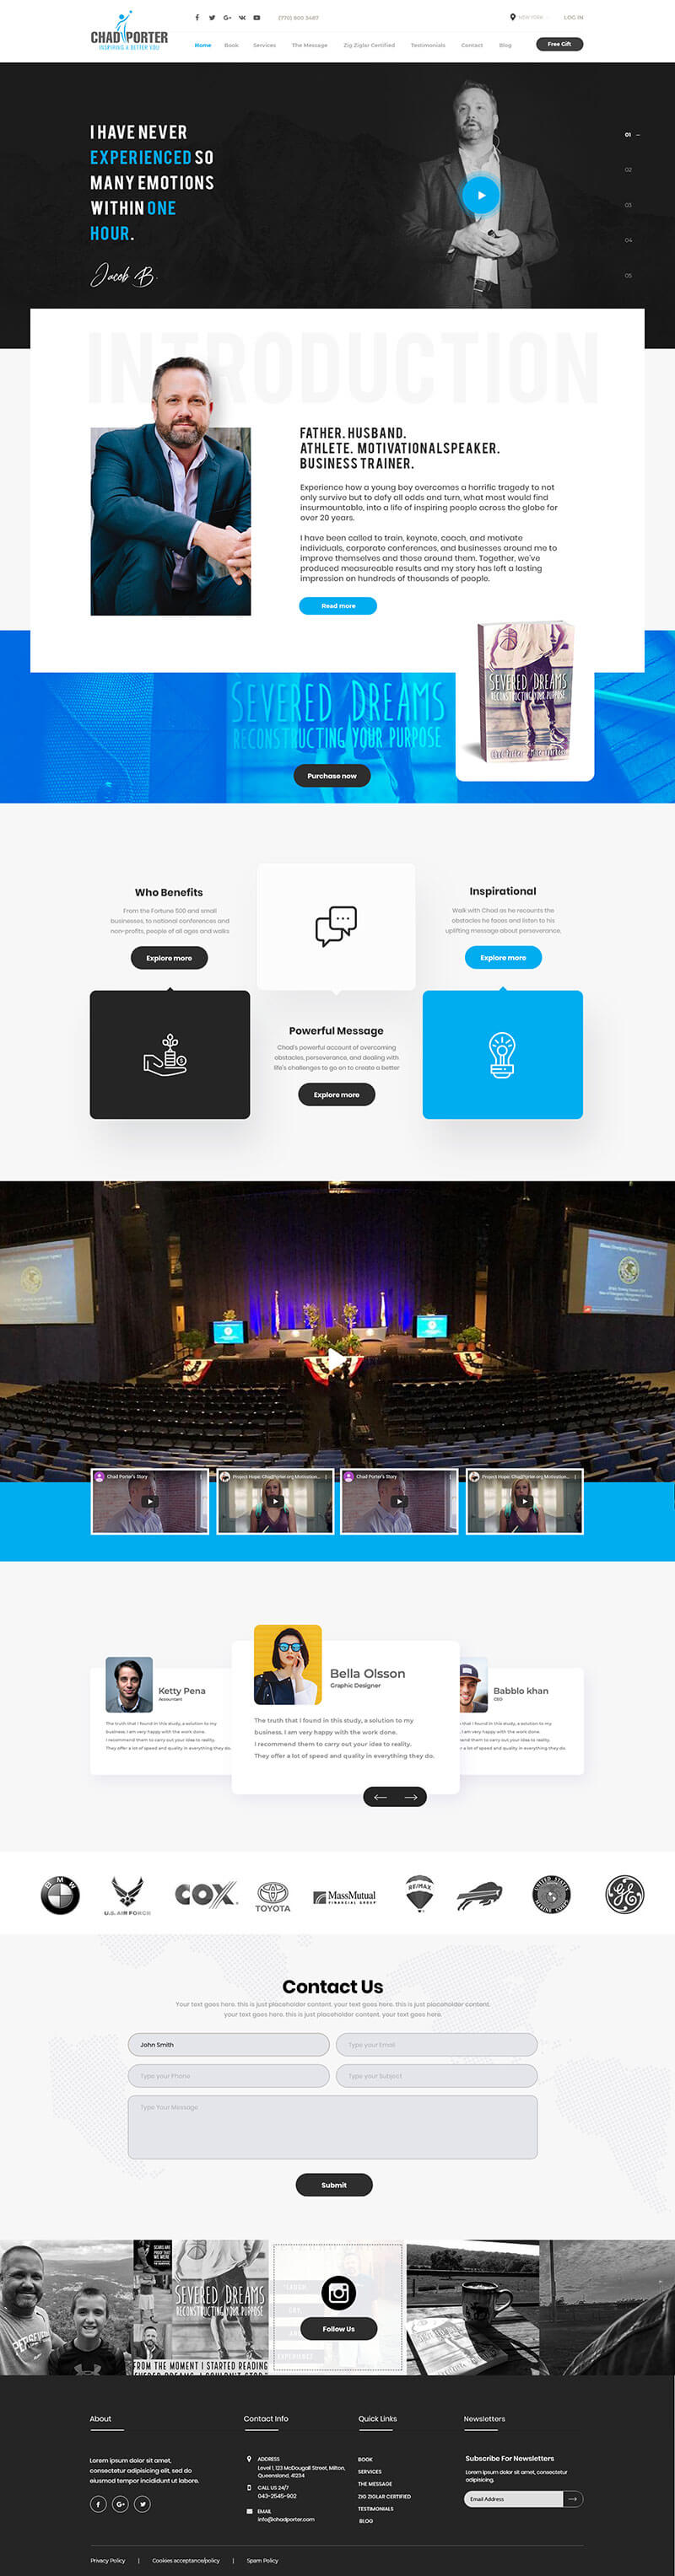 CHAD PORTER
INSPIRING A BETTER YOU
(770) 800 3487
NEW YORK
LOG IN
Home
Book
Services
The Message
Zig Ziglar Certified
Testimonials
Contact
Blog
Free Gift
I HAVE NEVER
EXPERIENCED SO
MANY EMOTIONS
WITHIN ONE
HOUR.
Jacob B.
01
02
03
04
05
INTRODUCTION
FATHER. HUSBAND.
ATHLETE. MOTIVATIONALSPEAKER.
BUSINESS TRAINER.
Experience how a young boy overcomes a horrific tragedy to not
only survive but to defy all odds and turn, what most would find
insurmountable, into a life of inspiring people across the globe for
over 20 years.
I have been called to train, keynote, coach, and motivate
individuals, corporate conferences, and businesses around me to
improve themselves and those around them. Together, we've
produced measureable results and my story has left a lasting
impression on hundreds of thousands of people.
Read more
SEVERED DREAMS
RECONSTRUCTING YOUR PURPOSE
Purchase now
SEVERED DREAMS
RECONSTRUCTING YOUR PURPOSE
Who Benefits
From the Fortune 500 and small
businesses, to national conferences and
non-profits, people of all ages and walks
Explore more
Inspirational
Walk with Chad as he recounts the
obstacles he faces and listen to his
uplifting message about perseverance,
Explore more
Powerful Message
Chad's powerful account of overcoming
obstacles, perseverance, and dealing with
life's challenges to go on to create a better
Explore more
Chad Porter's Story
Project Hope: ChadPorter.org Motivation...
Chad Porter's Story
Project Hope: ChadPorter.org Motivation...
Ketty Pena
Accountant
The truth that I found in this study, a solution to my
business. I am very happy with the work done.
I recommend them to carry out your idea to reality.
They offer a lot of speed and quality in everything they do.
Bella Olsson
Graphic Designer
The truth that I found in this study, a solution to my
business. I am very happy with the work done.
I recommend them to carry out your idea to reality.
They offer a lot of speed and quality in everything they do.
Babblo khan
CEO
that I found in this study, a solution to my
I am very happy with the work done.
them to carry out your idea to reality.
a lot of speed and quality in everything they do.
BMW
U.S. AIR FORCE
COX
TOYOTA
MassMutual
FINANCIAL GROUP
RE/MAX
GE
Contact Us
Your text goes here. this is just placeholder content. your text goes here. this is just placeholder content.
your text goes here. this is just placeholder content, your text goes here.
John Smith
Type your Email
Type your Phone
Type your Subject
Type Your Message
Submit
SEVERED DREAMS
RECONSTRUCTING YOUR PURPOSE
FROM THE MOMENT I STARTED READING
Follow Us
About
Lorem ipsum dolor sit amet,
consectetur adipisicing elit, sed do
eiusmod tempor incididunt ut labore.
Contact Info
ADDRESS
Level 1, 123 McDougall Street, Milton,
Queensland, 41234
CALL US 24/7
043-2545-902
EMAIL
info@chadporter.com
Quick Links
BOOK
SERVICES
THE MESSAGE
ZIG ZIGLAR CERTIFIED
TESTIMONIALS
BLOG
Newsletters
Subscribe For Newsletters
Lorem ipsum dolor sit amet, consectetur
adipisicing.
Email Address
Privacy Policy
Cookies acceptance/policy
Spam Policy